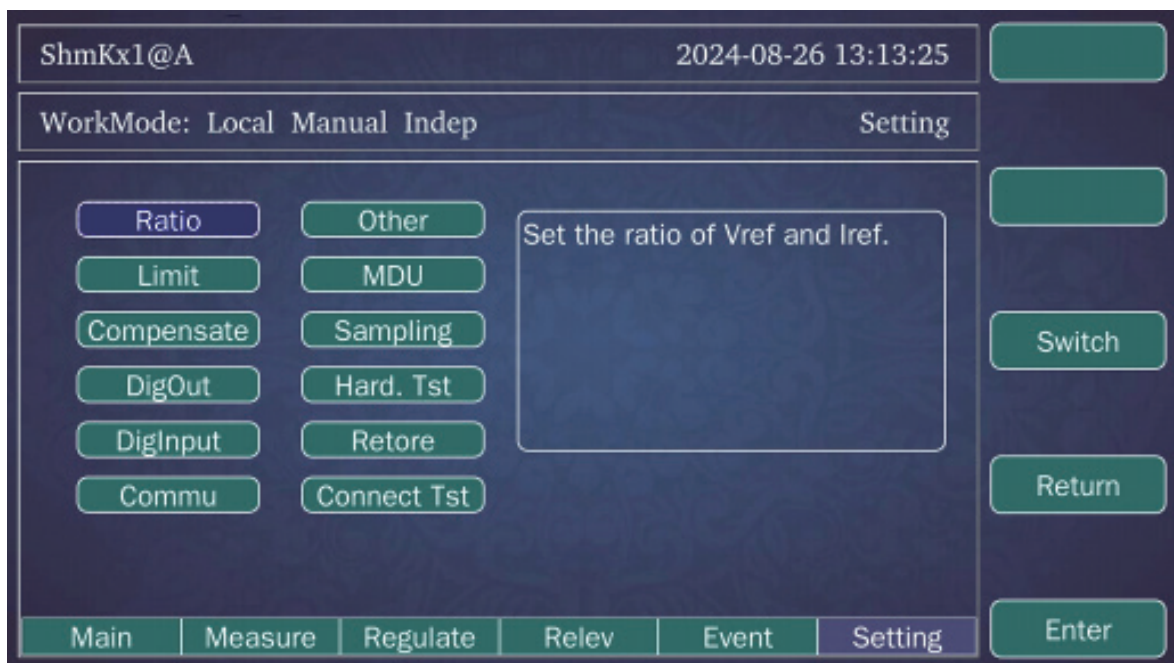 ShmKx1@A 2024-08-26 13:13:25
WorkMode: Local Manual Indep Setting
Ratio Other
Set the ratio of Vref and Iref.
Limit MDU
Compensate Sampling
Switch
DigOut Hard. Tst
DigInput Retore
Commu Connect Tst
Return
Main Measure Regulate Relev Event Setting
Enter